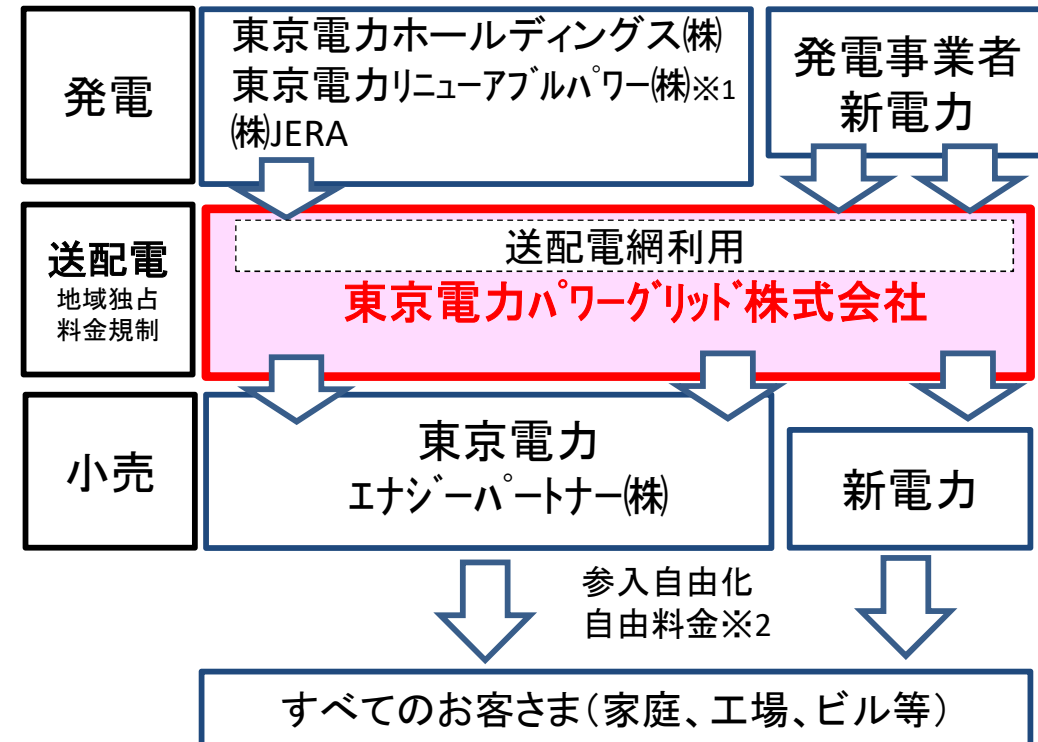 発電
東京電力ホールディングス㈱
東京電力リニューアブルパワー㈱※1
㈱JERA
発電事業者
新電力
送配電
地域独占
料金規制
送配電網利用
東京電力パワーグリッド株式会社
小売
東京電力
エナジーパートナー㈱
新電力
参入自由化
自由料金※2
すべてのお客さま（家庭、工場、ビル等）